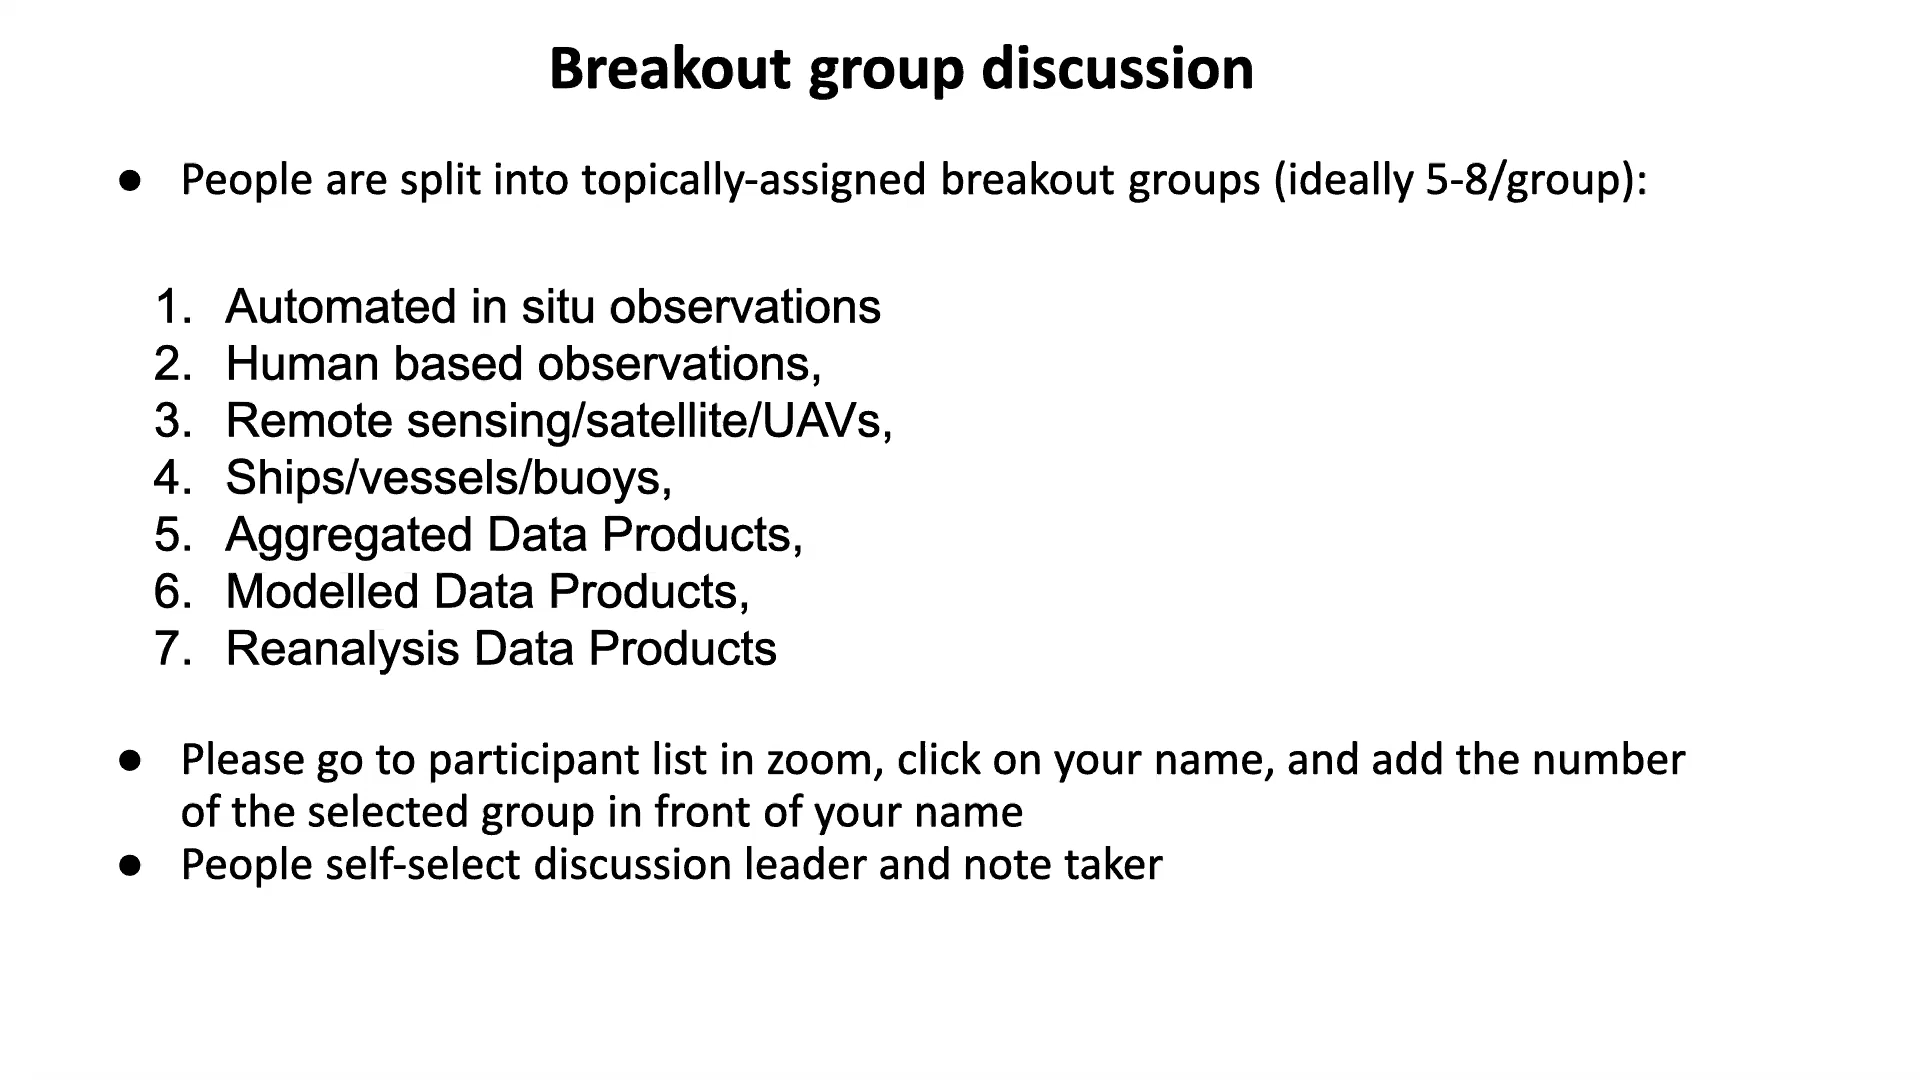 Breakout group discussion
● People are split into topically-assigned breakout groups (ideally 5-8/group):
1. Automated in situ observations
2. Human based observations,
3. Remote sensing/satellite/UAVs,
4. Ships/vessels/buoys,
5. Aggregated Data Products,
6. Modelled Data Products,
7. Reanalysis Data Products
● Please go to participant list in zoom, click on your name, and add the number
of the selected group in front of your name
● People self-select discussion leader and note taker